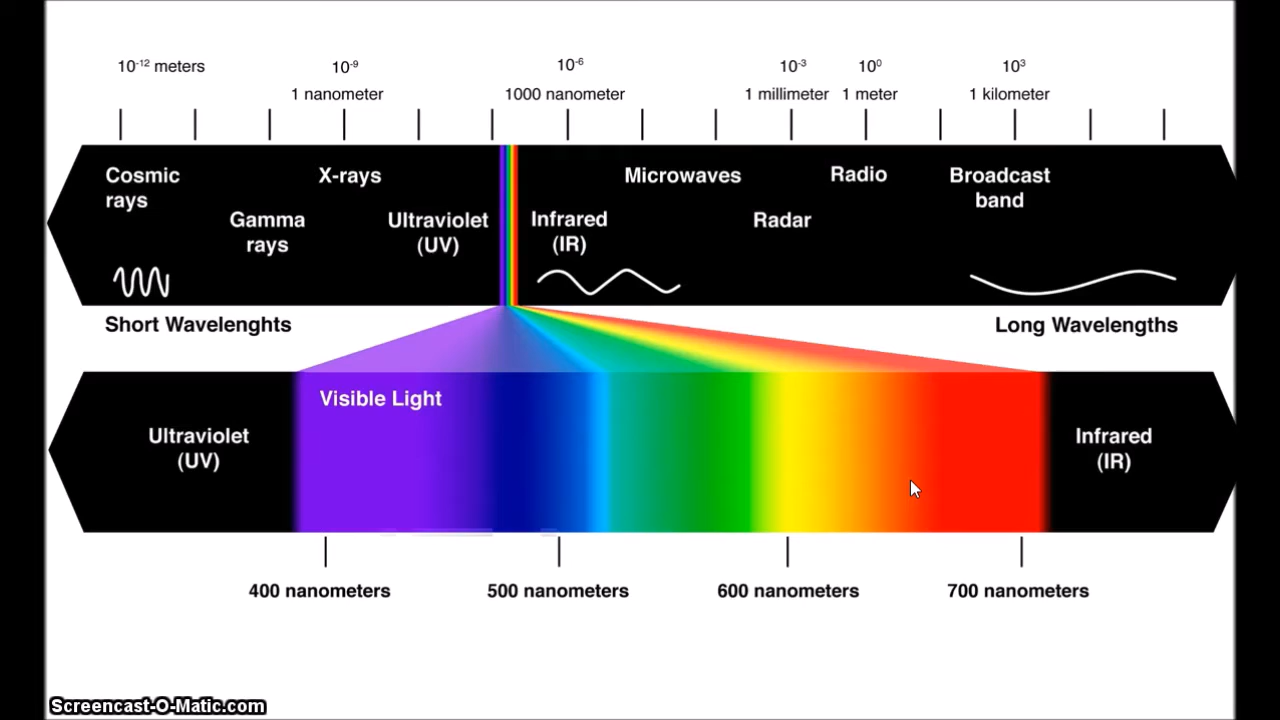 10-12 meters 10-9 10-6 10-3 100 103
1 nanometer 1000 nanometer 1 millimeter 1 meter 1 kilometer
Cosmic rays
Gamma rays
X-rays
Ultraviolet (UV)
Infrared (IR)
Microwaves
Radar
Radio
Broadcast band
Short Wavelenghts Long Wavelengths
Visible Light
Ultraviolet (UV)
Infrared (IR)
400 nanometers 500 nanometers 600 nanometers 700 nanometers
Screencast-O-Matic.com